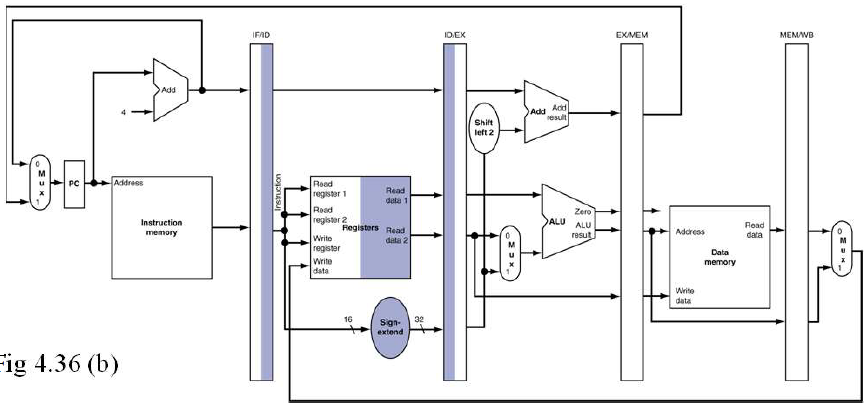 IF/ID
ID/EX
EX/MEM
MEM/WB
Add
4
Shift
left 2
Add
Add
result
0
M
u
x
1
PC
Address
Instruction
memory
Instruction
Read
register 1
Read
register 2
Write
register
Write
data
Registers
Read
data 1
Read
data 2
0
M
u
x
1
ALU
Zero
ALU
result
Address
Read
data
Data
memory
Write
data
0
M
u
x
1
16
Sign-
extend
32
Fig 4.36 (b)